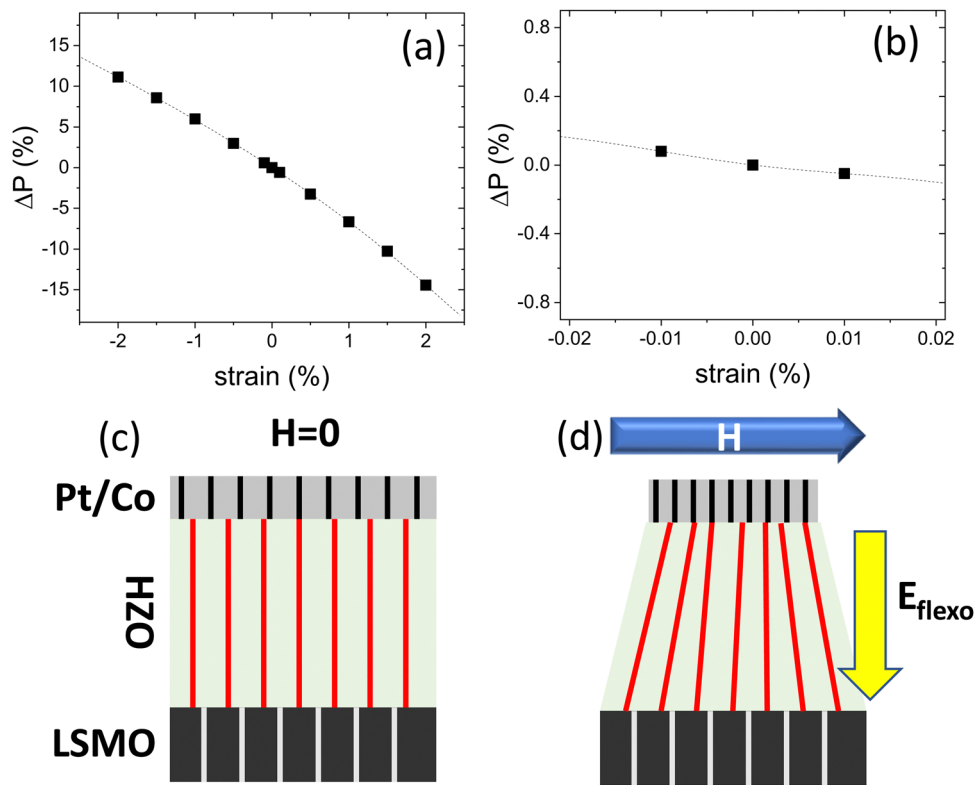 (a)
ΔP (%)
15
10
5
0
-5
-10
-15
-2 -1 0 1 2
strain (%)
(b)
ΔP (%)
0.8
0.4
0.0
-0.4
-0.8
-0.02 -0.01 0.00 0.01 0.02
strain (%)
(c)
H=0
Pt/Co
HZO
LSMO
(d)
H
E_flexo